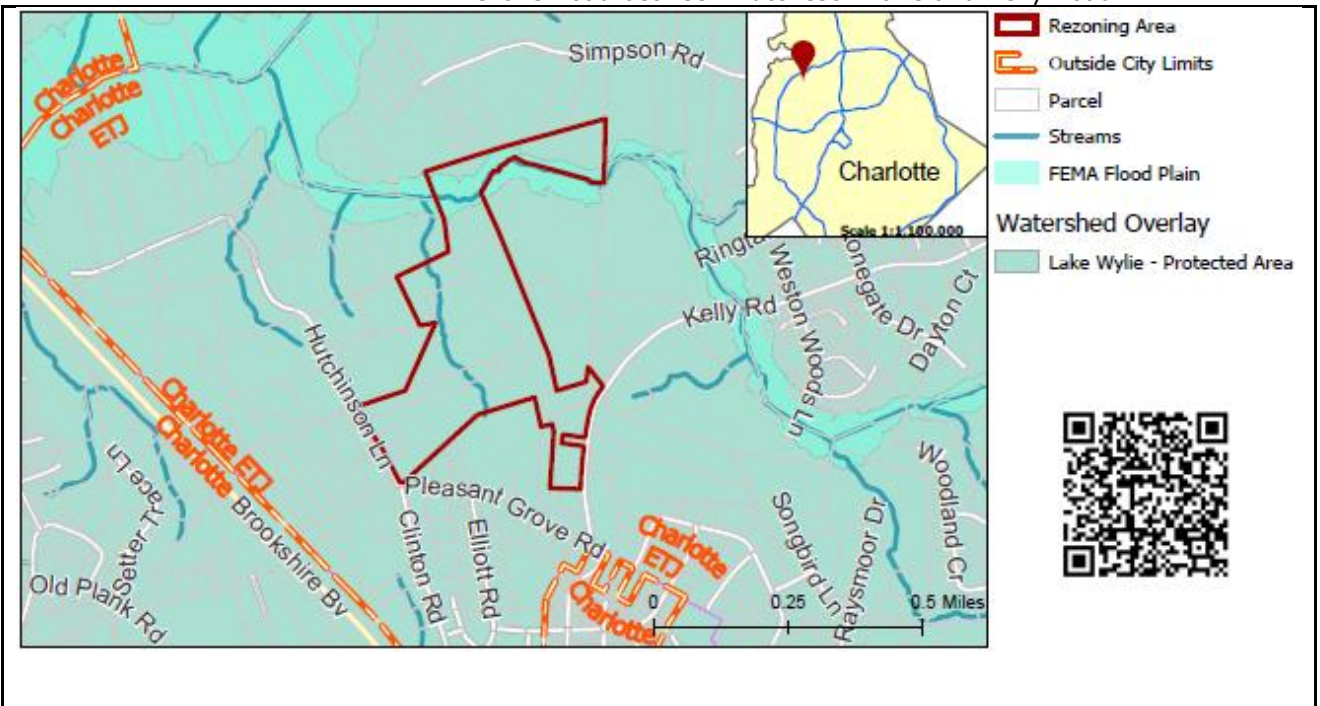 Simpson Rd
Charlotte
Charlotte
ETJ
Charlotte
Scale 1:1,100,000
Kelly Rd
Weston Woods Ln
Dayton Ct
Hutchinson Ln
Charlotte ETJ
Charlotte
Brookshire Bv
Setter Trace Ln
Old Plank Rd
Pleasant Grove Rd
Clinton Rd
Elliott Rd
Charlotte
ETJ
Charlotte
Songbird Ln
Raysmoor Dr
Woodland Cr
0 0.25 0.5 Miles
Rezoning Area
Outside City Limits
Parcel
Streams
FEMA Flood Plain
Watershed Overlay
Lake Wylie - Protected Area